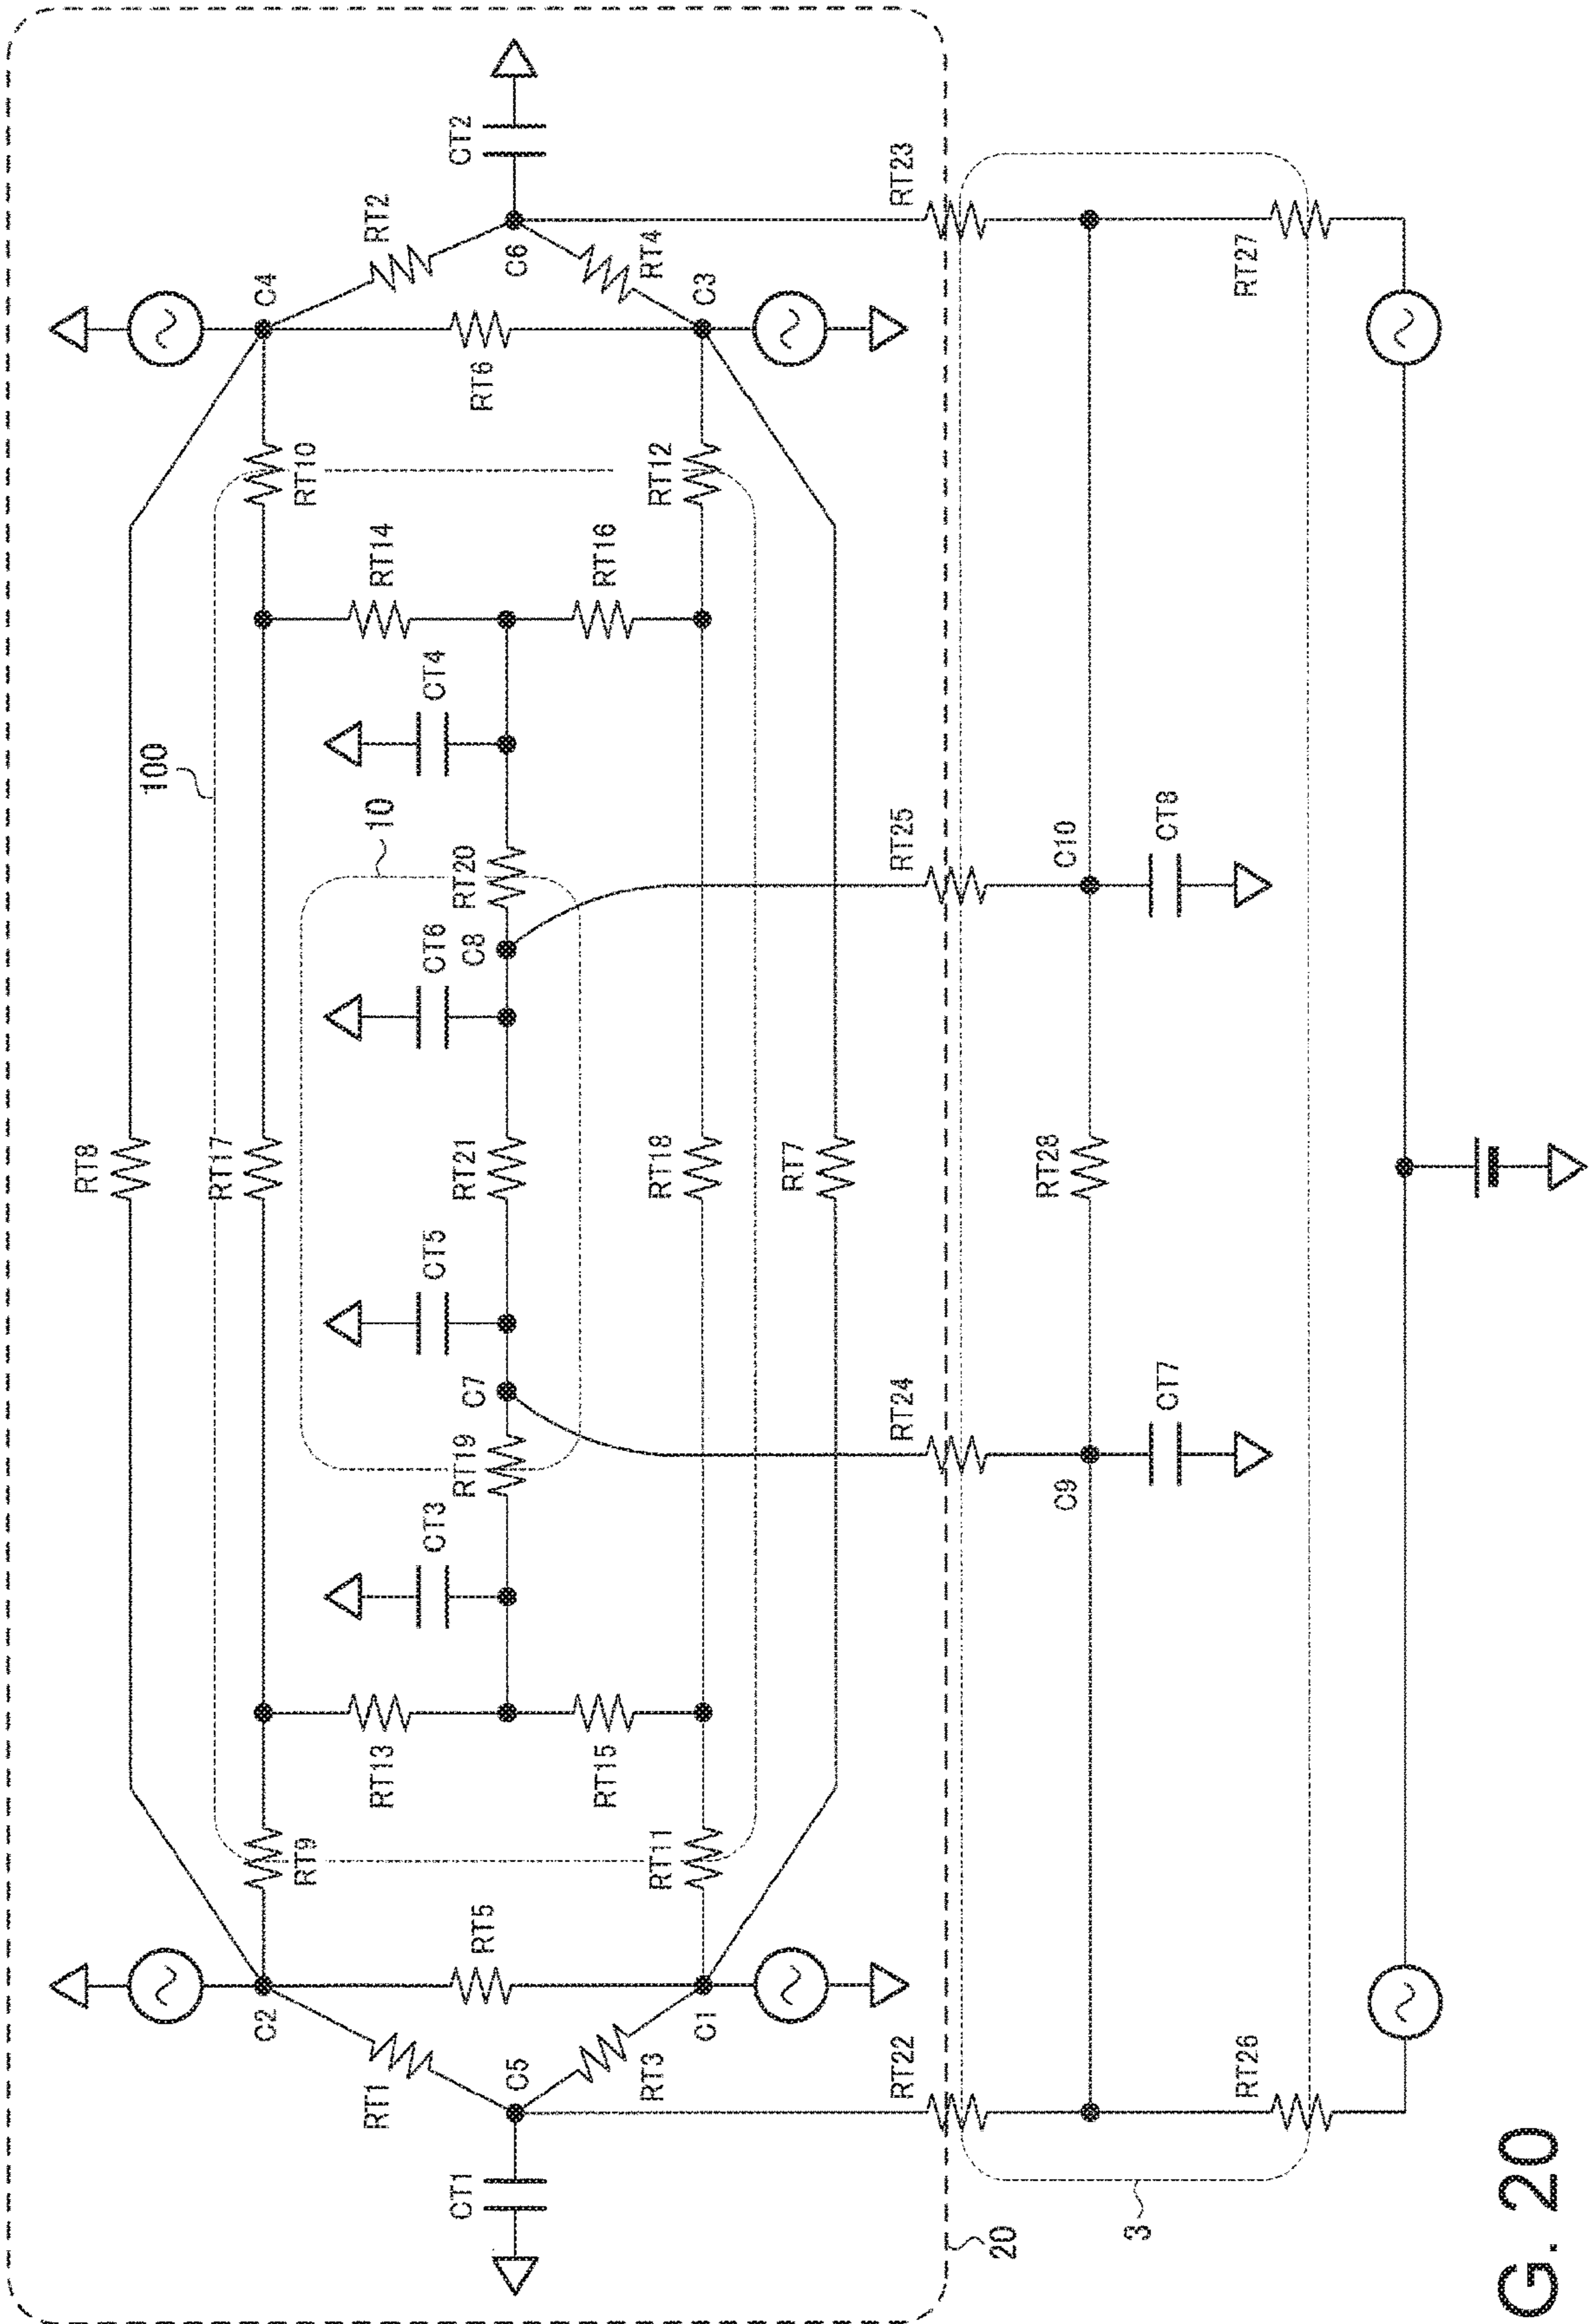 RT8
100
RT17
C2
C4
RT9
RT10
RT1
RT13
10
RT14
RT2
CT3
CT5
CT6
CT4
CT1
RT19
C7
RT21
C8
RT20
CT2
RT5
RT6
C5
C6
RT15
RT16
RT3
RT11
RT18
RT12
RT4
C1
C3
RT7
RT22
RT24
RT25
RT23
20
RT28
C9
C10
3
CT7
CT8
RT26
RT27
G. 20